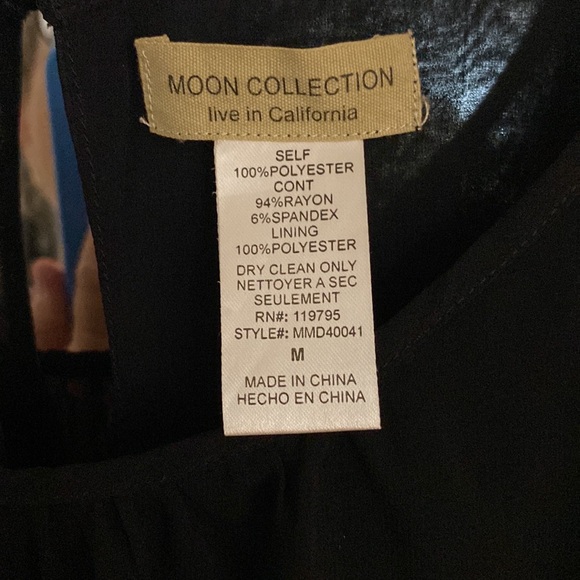 MOON COLLECTION
live in California
SELF
100%POLYESTER
CONT
94%RAYON
6%SPANDEX
LINING
100%POLYESTER
DRY CLEAN ONLY
NETTOYER A SEC
SEULEMENT
RN#: 119795
STYLE#: MMD40041
M
MADE IN CHINA
HECHO EN CHINA